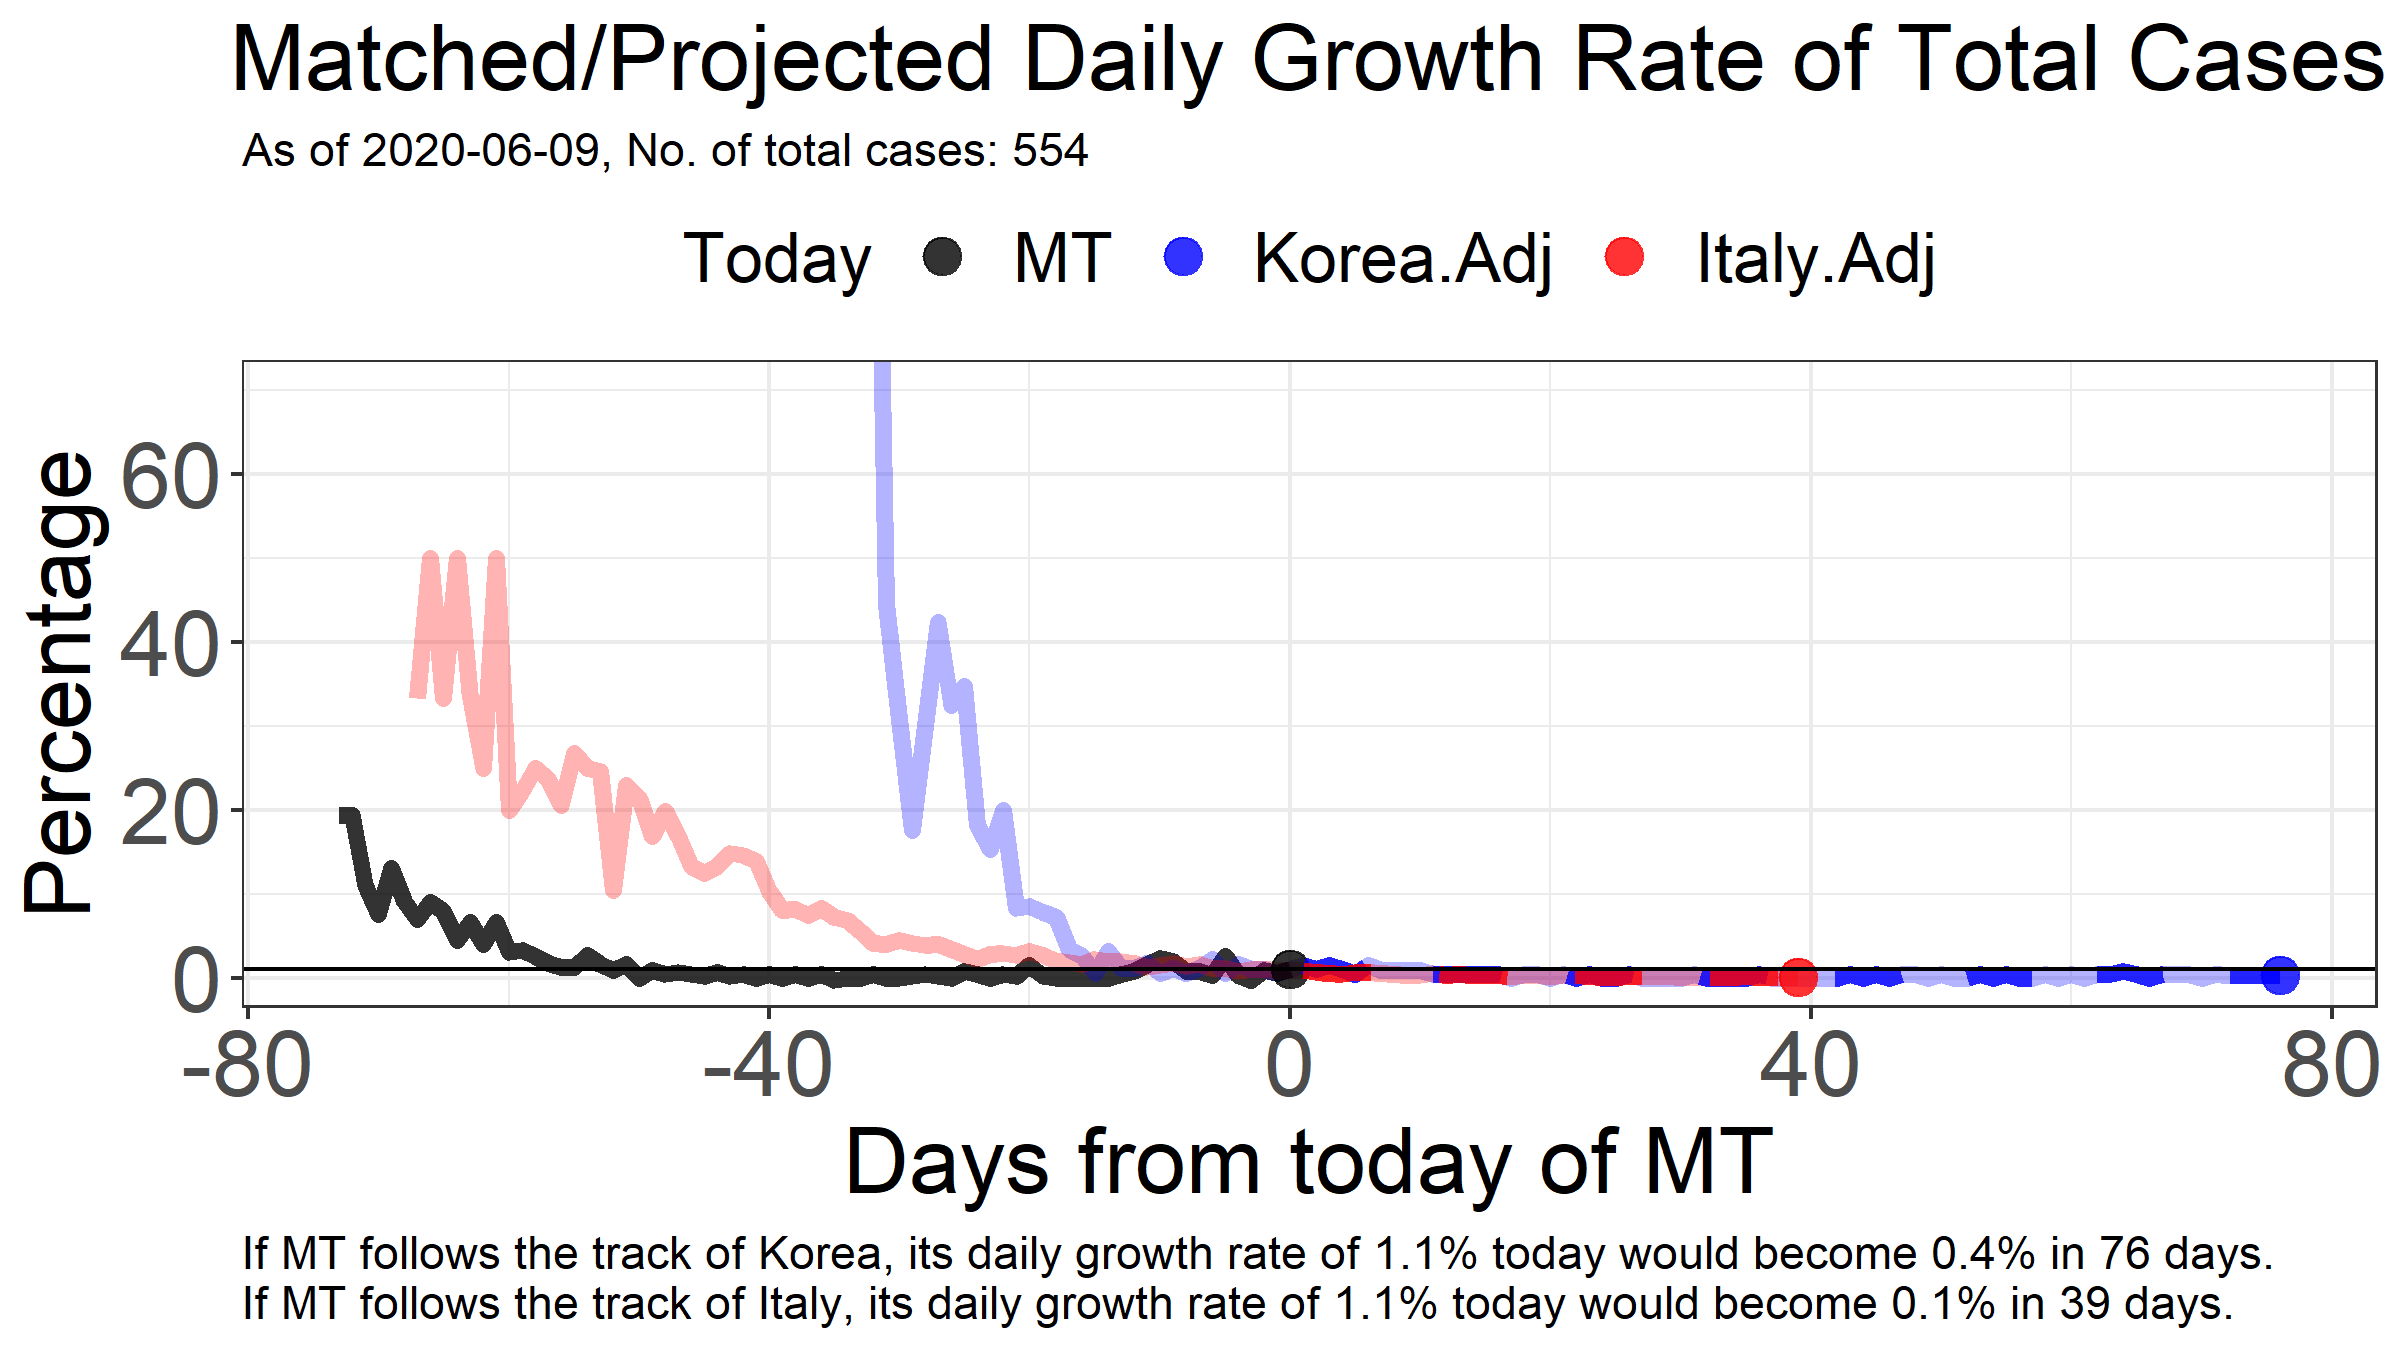 Matched/Projected Daily Growth Rate of Total Cases
As of 2020-06-09, No. of total cases: 554
Today MT Korea.Adj Italy.Adj
Percentage
60
40
20
0
-80 -40 0 40 80
Days from today of MT
If MT follows the track of Korea, its daily growth rate of 1.1% today would become 0.4% in 76 days.
If MT follows the track of Italy, its daily growth rate of 1.1% today would become 0.1% in 39 days.